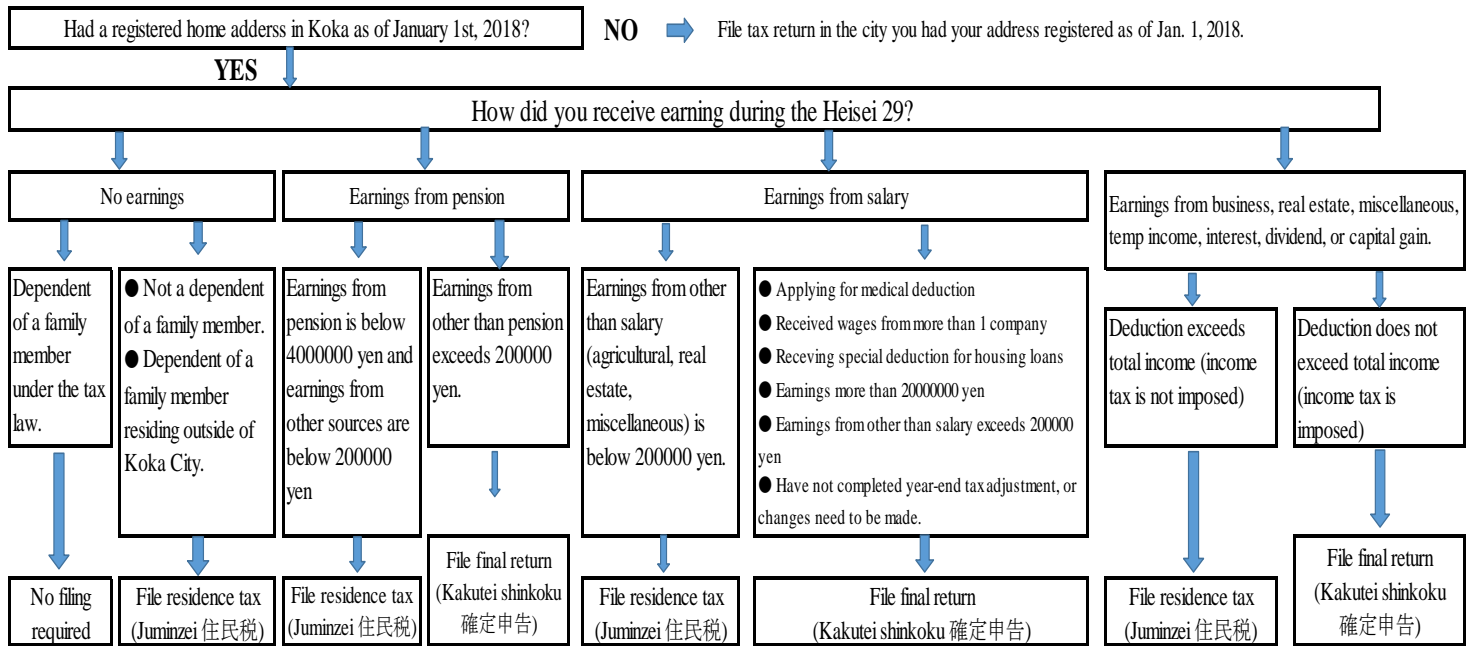 Had a registered home adderss in Koka as of January 1st, 2018?
NO
File tax return in the city you had your address registered as of Jan. 1, 2018.
YES
How did you receive earning during the Heisei 29?
No earnings
Earnings from pension
Earnings from salary
Earnings from business, real estate, miscellaneous,
temp income, interest, dividend, or capital gain.
Dependent
of a family
member
under the tax
law.
● Not a dependent
of a family member.
● Dependent of a
family member
residing outside of
Koka City.
Earnings from
pension is below
4000000 yen and
earnings from
other sources are
below 200000
yen
Earnings from
other than pension
exceeds 200000
yen.
Earnings from other
than salary
(agricultural, real
estate,
miscellaneous) is
below 200000 yen.
● Applying for medical deduction
● Received wages from more than 1 company
● Receving special deduction for housing loans
● Earnings more than 20000000 yen
● Earnings from other than salary exceeds 200000
yen
● Have not completed year-end tax adjustment, or
changes need to be made.
Deduction exceeds
total income (income
tax is not imposed)
Deduction does not
exceed total income
(income tax is
imposed)
No filing
required
File residence tax
(Juminzei 住民税)
File residence tax
(Juminzei 住民税)
File final return
(Kakutei shinkoku
確定申告)
File residence tax
(Juminzei 住民税)
File final return
(Kakutei shinkoku 確定申告)
File residence tax
(Juminzei 住民税)
File final return
(Kakutei shinkoku
確定申告)